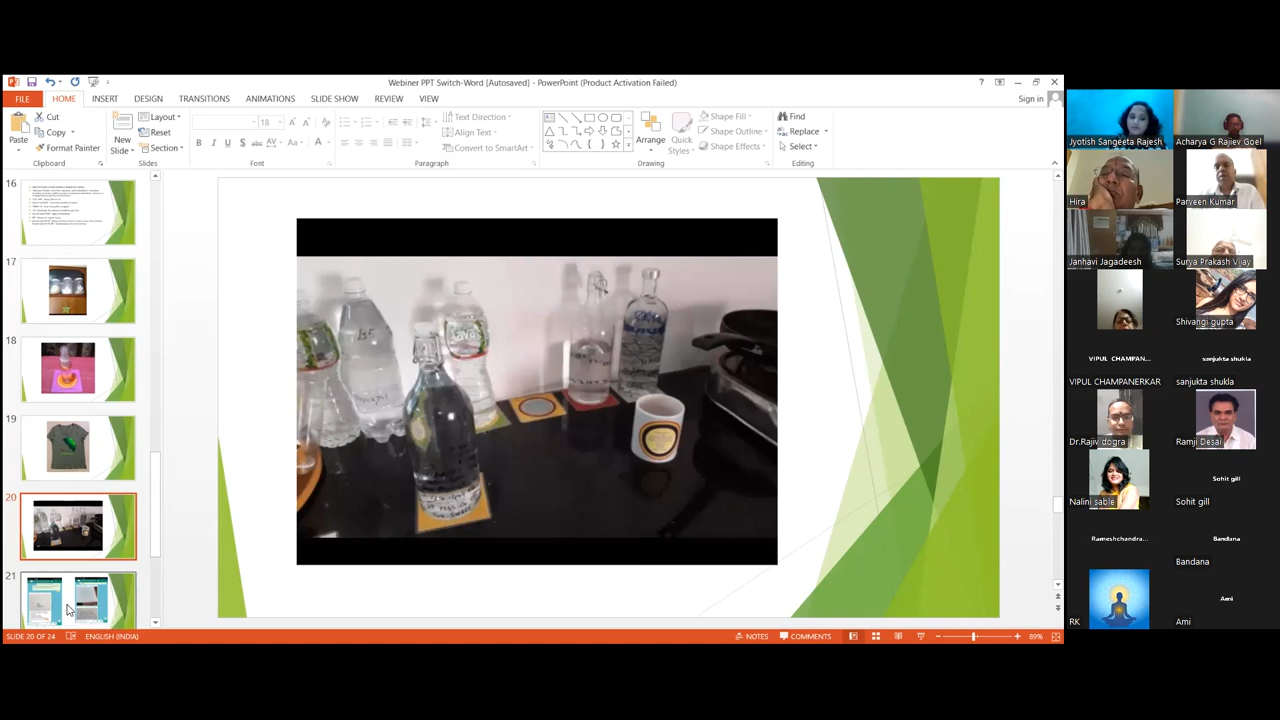 Webiner PPT Switch-Word [Autosaved] - PowerPoint (Product Activation Failed)
FILE HOME INSERT DESIGN TRANSITIONS ANIMATIONS SLIDE SHOW REVIEW VIEW Sign in
Paste
Cut
Copy
Format Painter
Clipboard
New Slide
Layout
Reset
Section
Slides
18
B I U S abc AV Aa A
Font
Text Direction
Align Text
Convert to SmartArt
Paragraph
Arrange
Quick Styles
Shape Fill
Shape Outline
Shape Effects
Drawing
Find
Replace
Select
Editing
16
17
18
19
20
21
SLIDE 20 OF 24 ENGLISH (INDIA) NOTES COMMENTS 89%
Jyotish Sangeeta Rajesh
Acharya G Rajiev Goel
Hira
Parveen Kumar
Janhavi Jagadeesh
Surya Prakash Vijay
Shivangi gupta
VIPUL CHAMPAN...
sanjukta shukla
VIPUL CHAMPANERKAR
sanjukta shukla
Dr.Rajiv dogra
Ramji Desai
Nalini sable
Sohit gill
Sohit gill
Rameshchandra...
Bandana
Bandana
RK
Ami
Ami